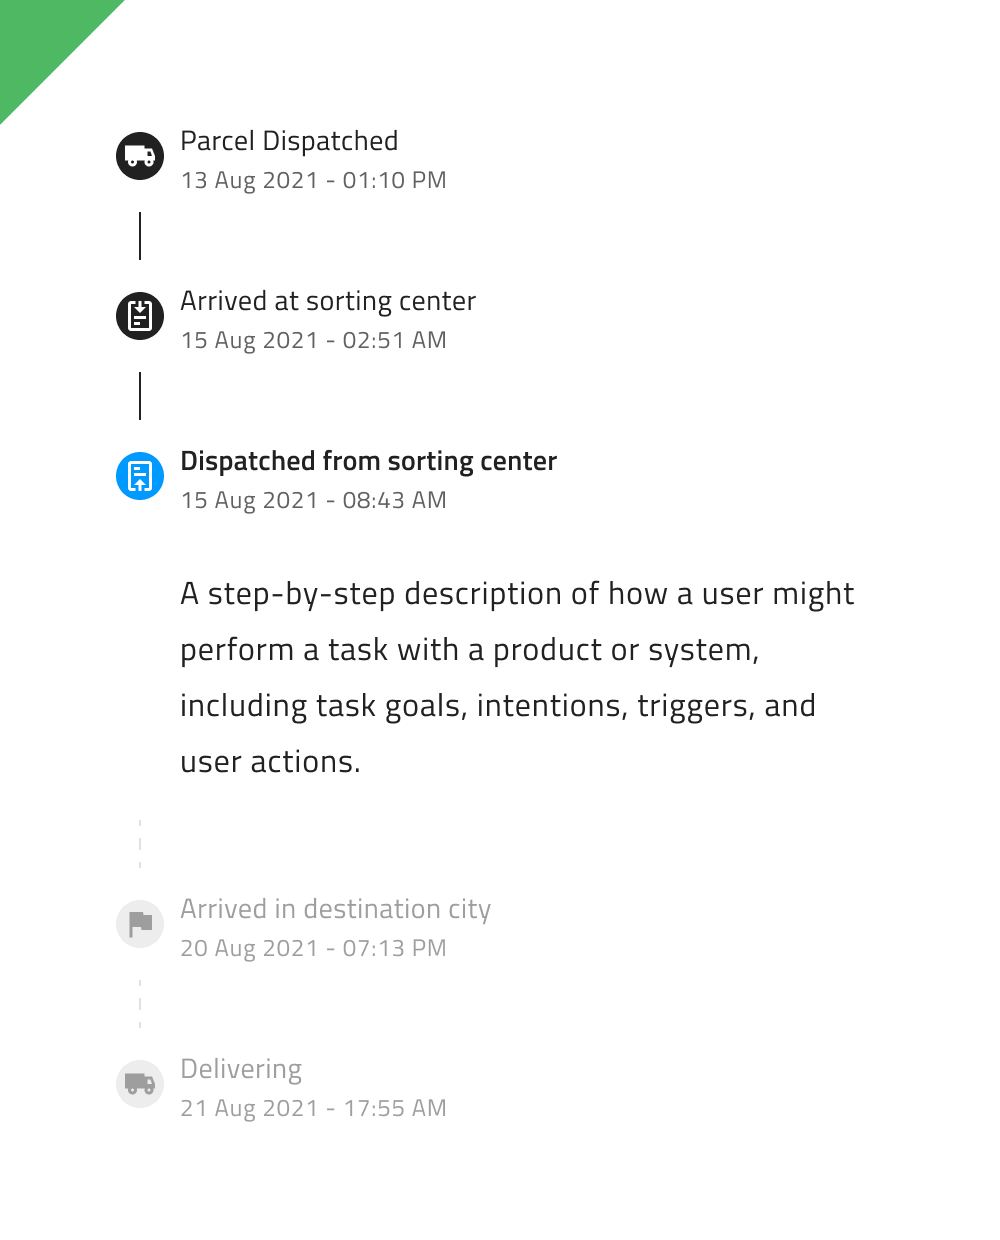 Parcel Dispatched
13 Aug 2021 - 01:10 PM
Arrived at sorting center
15 Aug 2021 - 02:51 AM
Dispatched from sorting center
15 Aug 2021 - 08:43 AM
A step-by-step description of how a user might
perform a task with a product or system,
including task goals, intentions, triggers, and
user actions.
Arrived in destination city
20 Aug 2021 - 07:13 PM
Delivering
21 Aug 2021 - 17:55 AM